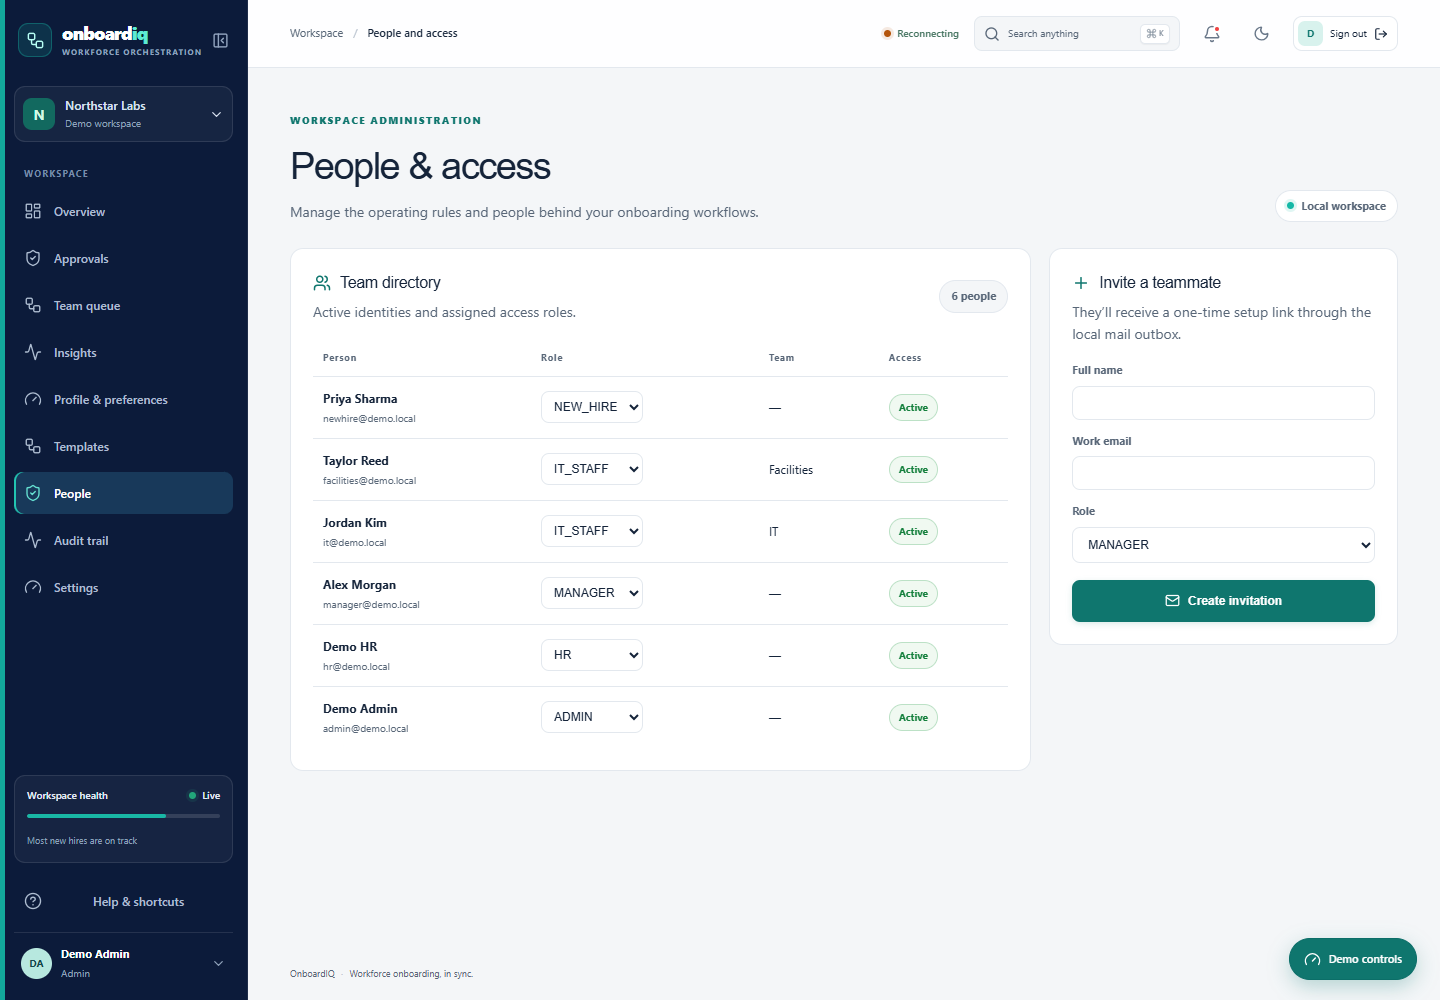 onboardiq
WORKFORCE ORCHESTRATION
N
Northstar Labs
Demo workspace
WORKSPACE
Overview
Approvals
Team queue
Insights
Profile & preferences
Templates
People
Audit trail
Settings
Workspace health
Live
Most new hires are on track
Help & shortcuts
DA
Demo Admin
Admin
Workspace / People and access
Reconnecting
Search anything
⌘ K
D
Sign out
WORKSPACE ADMINISTRATION
People & access
Manage the operating rules and people behind your onboarding workflows.
Local workspace
Team directory
Active identities and assigned access roles.
6 people
Person Role Team Access
Priya Sharma
newhire@demo.local
NEW_HIRE — Active
Taylor Reed
facilities@demo.local
IT_STAFF Facilities Active
Jordan Kim
it@demo.local
IT_STAFF IT Active
Alex Morgan
manager@demo.local
MANAGER — Active
Demo HR
hr@demo.local
HR — Active
Demo Admin
admin@demo.local
ADMIN — Active
Invite a teammate
They’ll receive a one-time setup link through the
local mail outbox.
Full name
Work email
Role
MANAGER
Create invitation
OnboardIQ · Workforce onboarding, in sync.
Demo controls